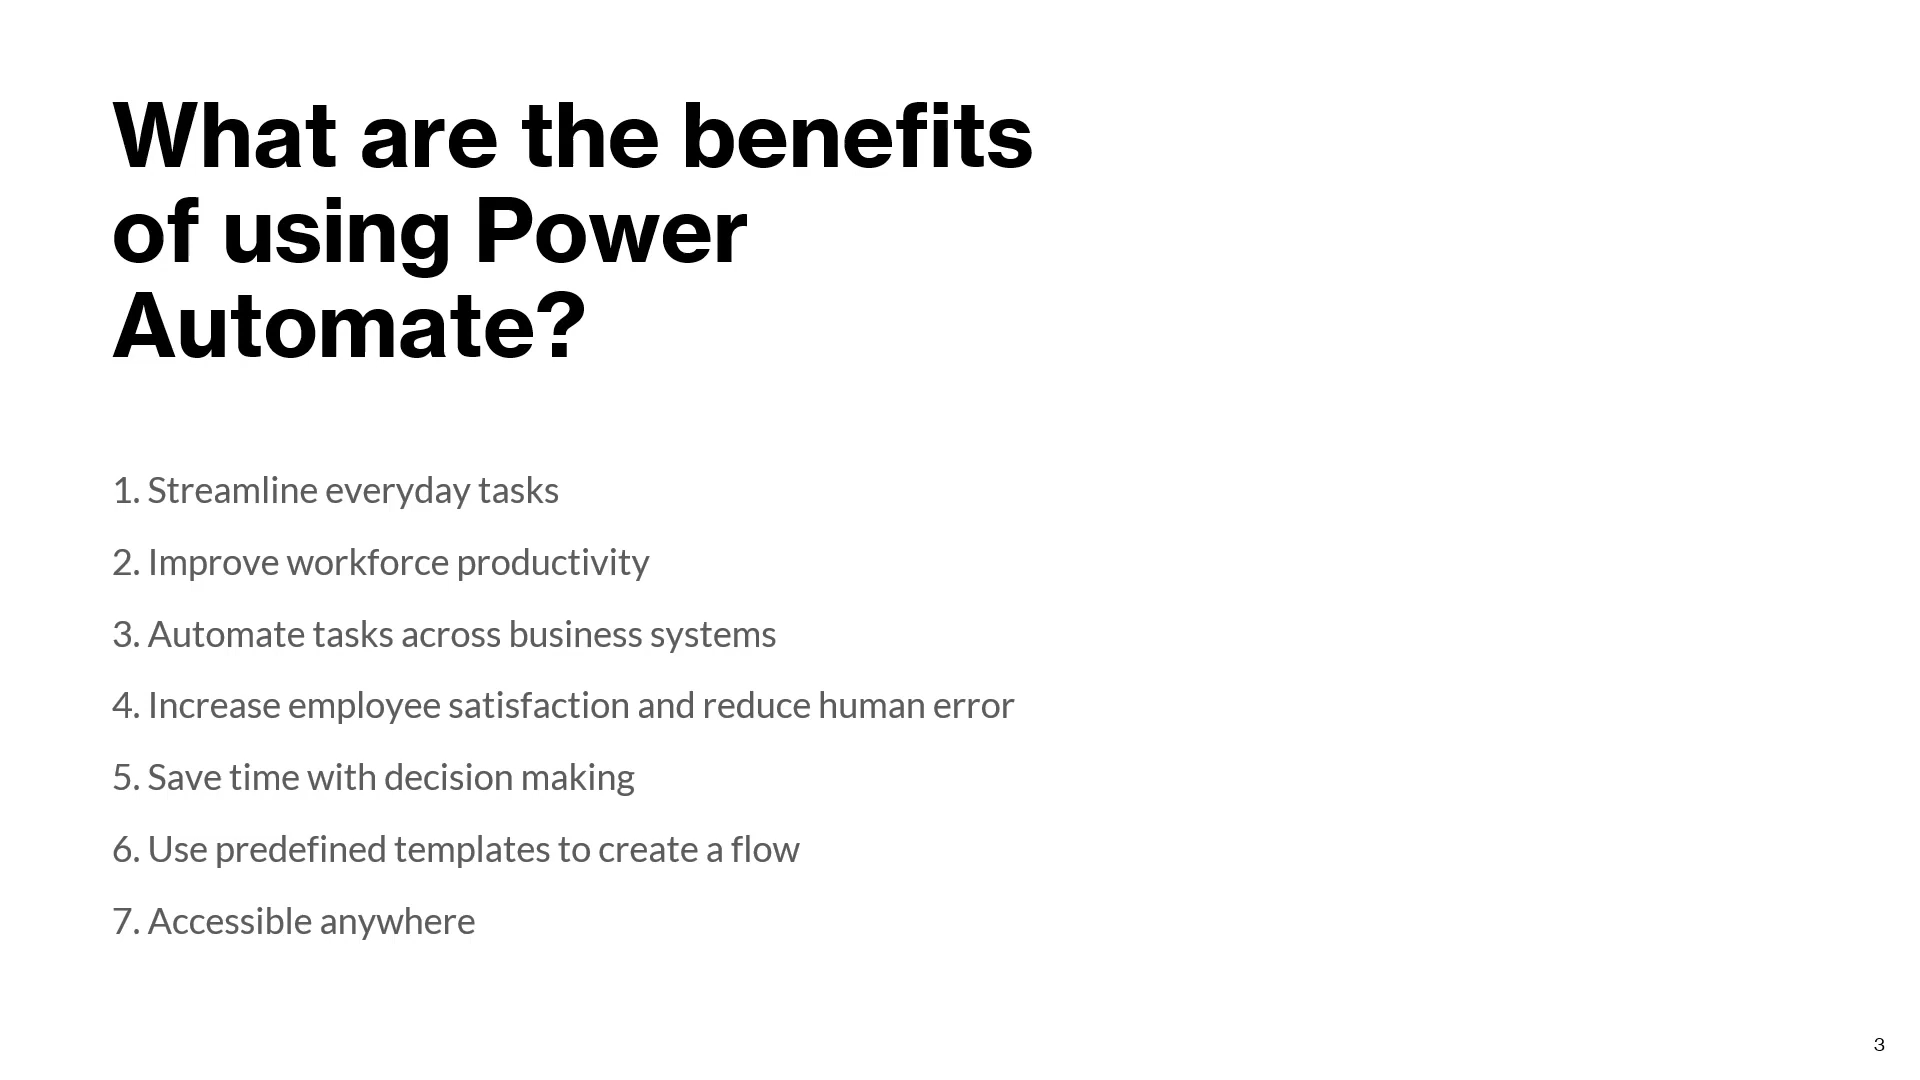 What are the benefits
of using Power
Automate?
1. Streamline everyday tasks
2. Improve workforce productivity
3. Automate tasks across business systems
4. Increase employee satisfaction and reduce human error
5. Save time with decision making
6. Use predefined templates to create a flow
7. Accessible anywhere
3